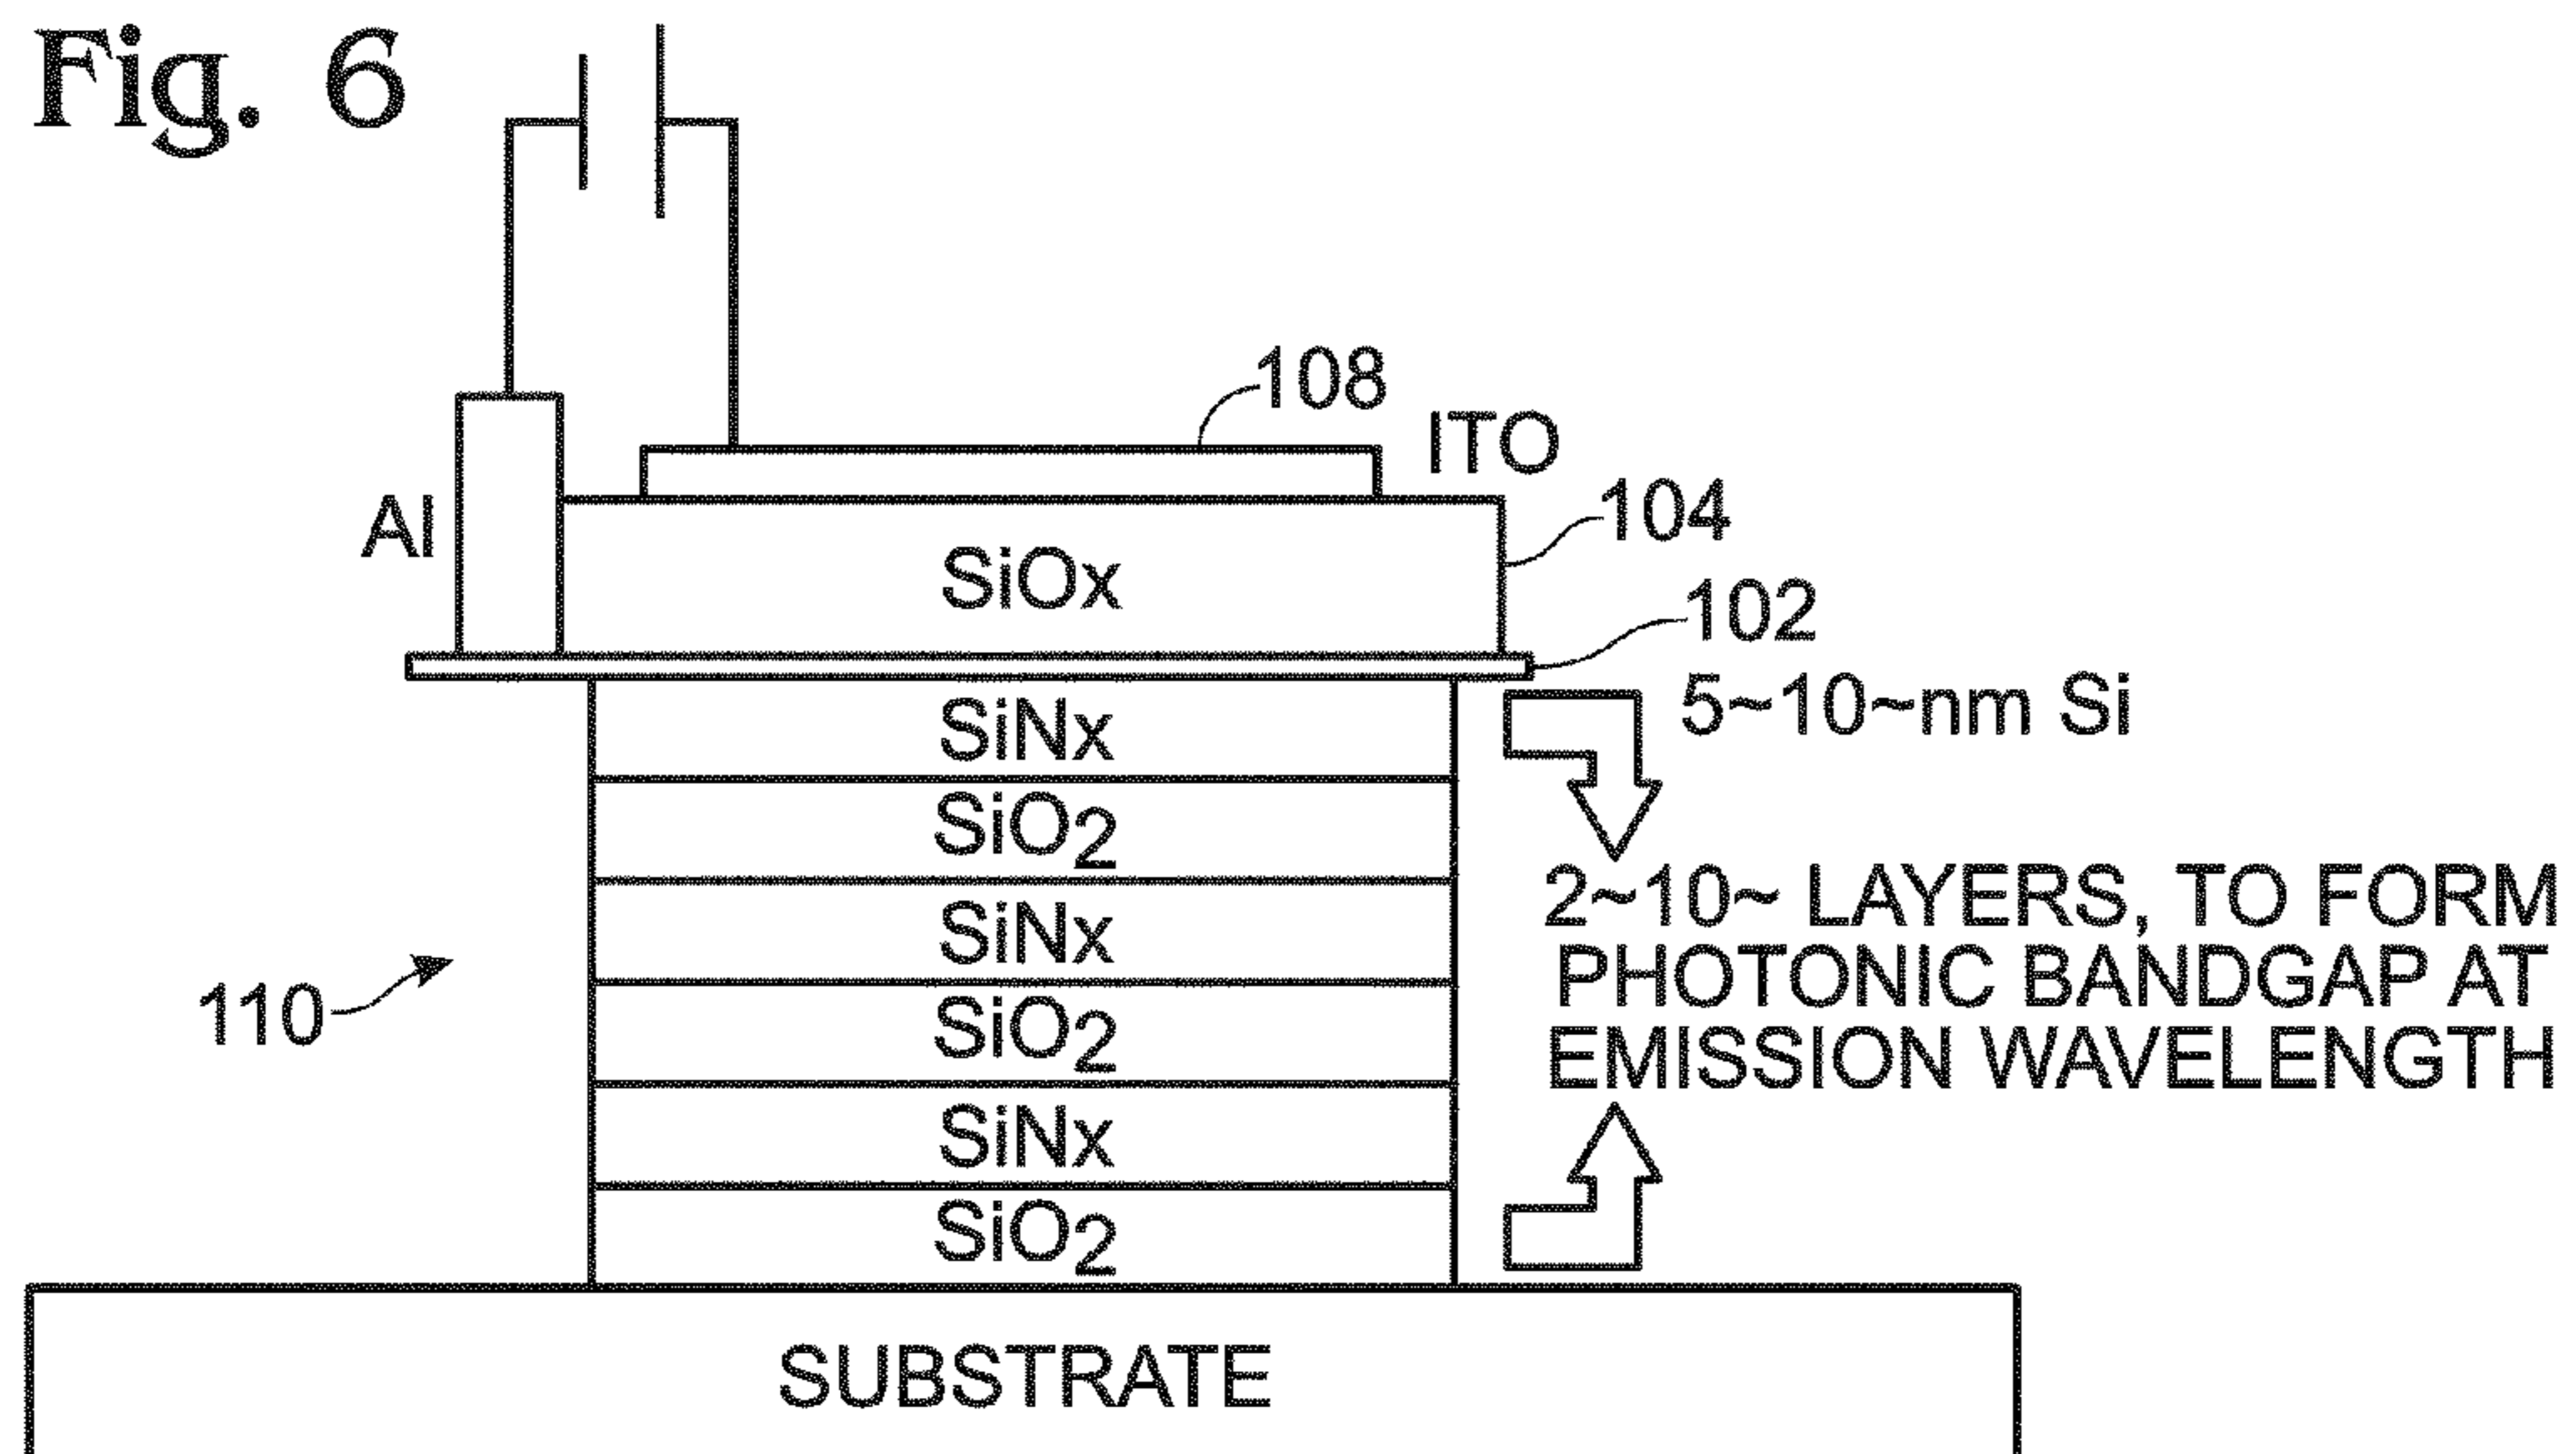 Fig. 6
108
ITO
Al
104
SiOx
102
5~10~nm Si
SiNx
SiO2
2~10~ LAYERS, TO FORM
PHOTONIC BANDGAP AT
EMISSION WAVELENGTH
SiNx
110
SiO2
SiNx
SiO2
SUBSTRATE